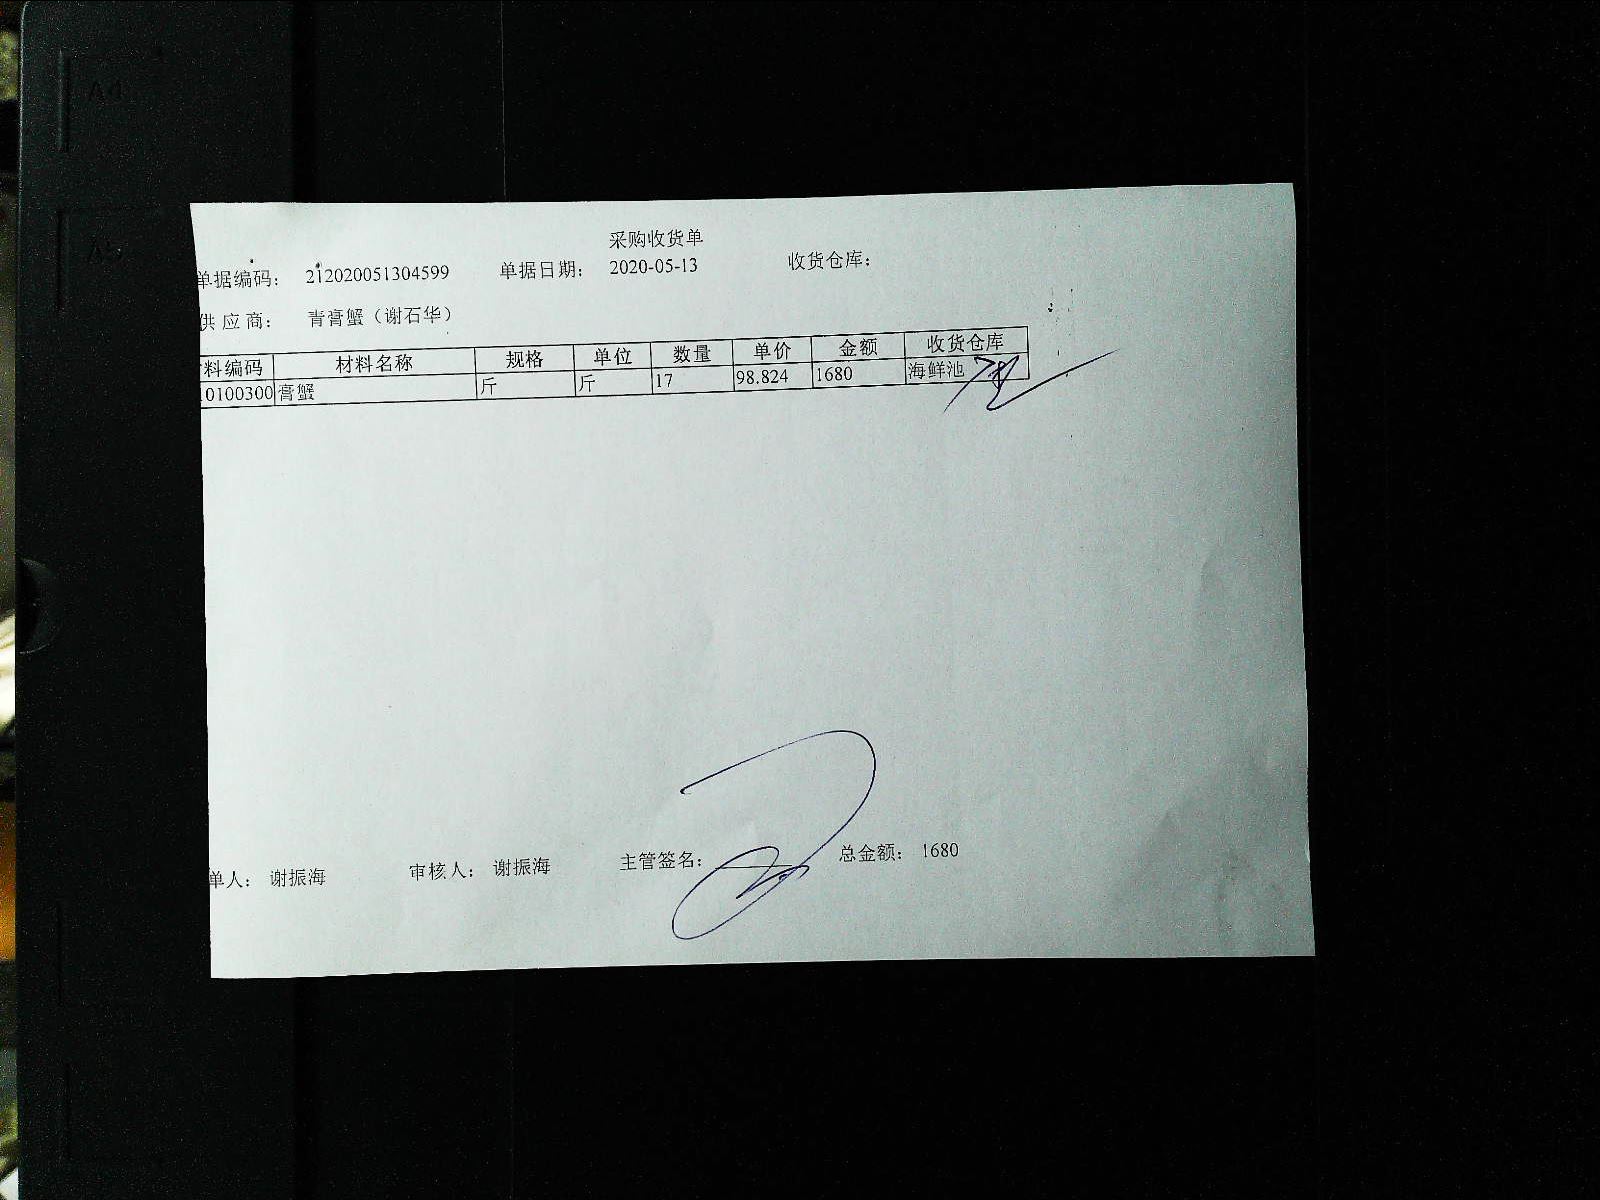 采购收货单
单据编码： 212020051304599 单据日期： 2020-05-13 收货仓库：
供应商： 青膏蟹（谢石华）
料编码 材料名称 规格 单位 数量 单价 金额 收货仓库
10100300 膏蟹 斤 斤 17 98.824 1680 海鲜池
单人： 谢振海 审核人： 谢振海 主管签名： 总金额： 1680